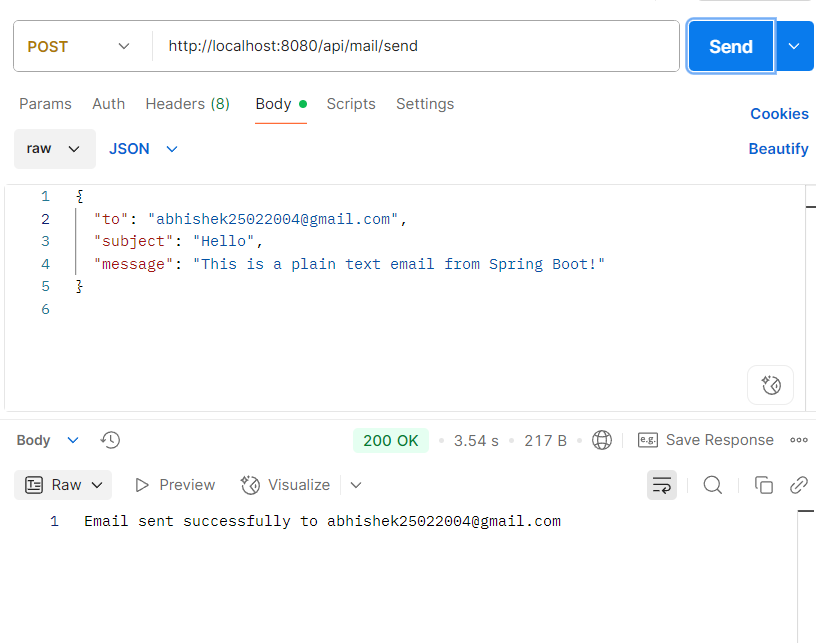 POST http://localhost:8080/api/mail/send Send
Params Auth Headers (8) Body Scripts Settings Cookies
raw JSON Beautify
1 {
2 "to": "abhishek25022004@gmail.com",
3 "subject": "Hello",
4 "message": "This is a plain text email from Spring Boot!"
5 }
6
Body 200 OK 3.54 s 217 B e.g. Save Response
Raw Preview Visualize
1 Email sent successfully to abhishek25022004@gmail.com